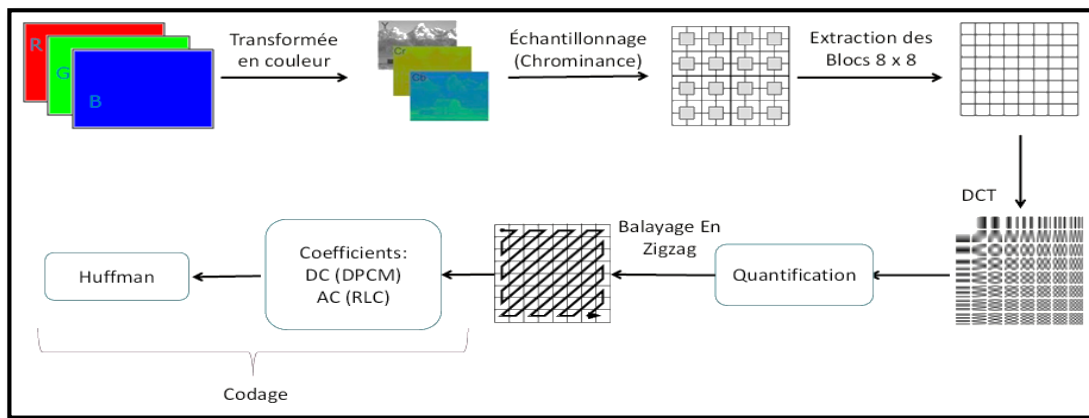 R
G
B
Transformée
en couleur
Y
Cr
Cb
Échantillonnage
(Chrominance)
Extraction des
Blocs 8 x 8
DCT
Quantification
Balayage En
Zigzag
Coefficients:
DC (DPCM)
AC (RLC)
Huffman
Codage